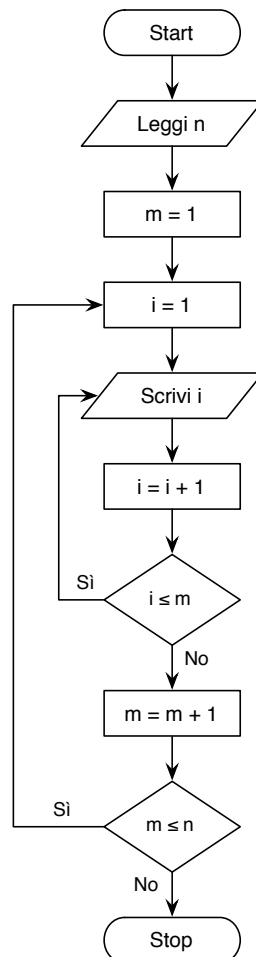 Start
Leggi n
m = 1
i = 1
Scrivi i
i = i + 1
Sì
i ≤ m
No
m = m + 1
Sì
m ≤ n
No
Stop